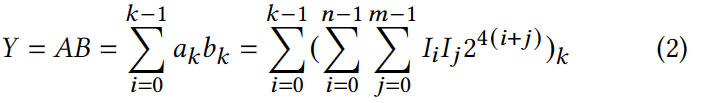 Y = AB = \sum_{i=0}^{k-1} a_k b_k = \sum_{i=0}^{k-1} ( \sum_{i=0}^{n-1} \sum_{j=0}^{m-1} I_i I_j 2^{4(i+j)} )_k (2)